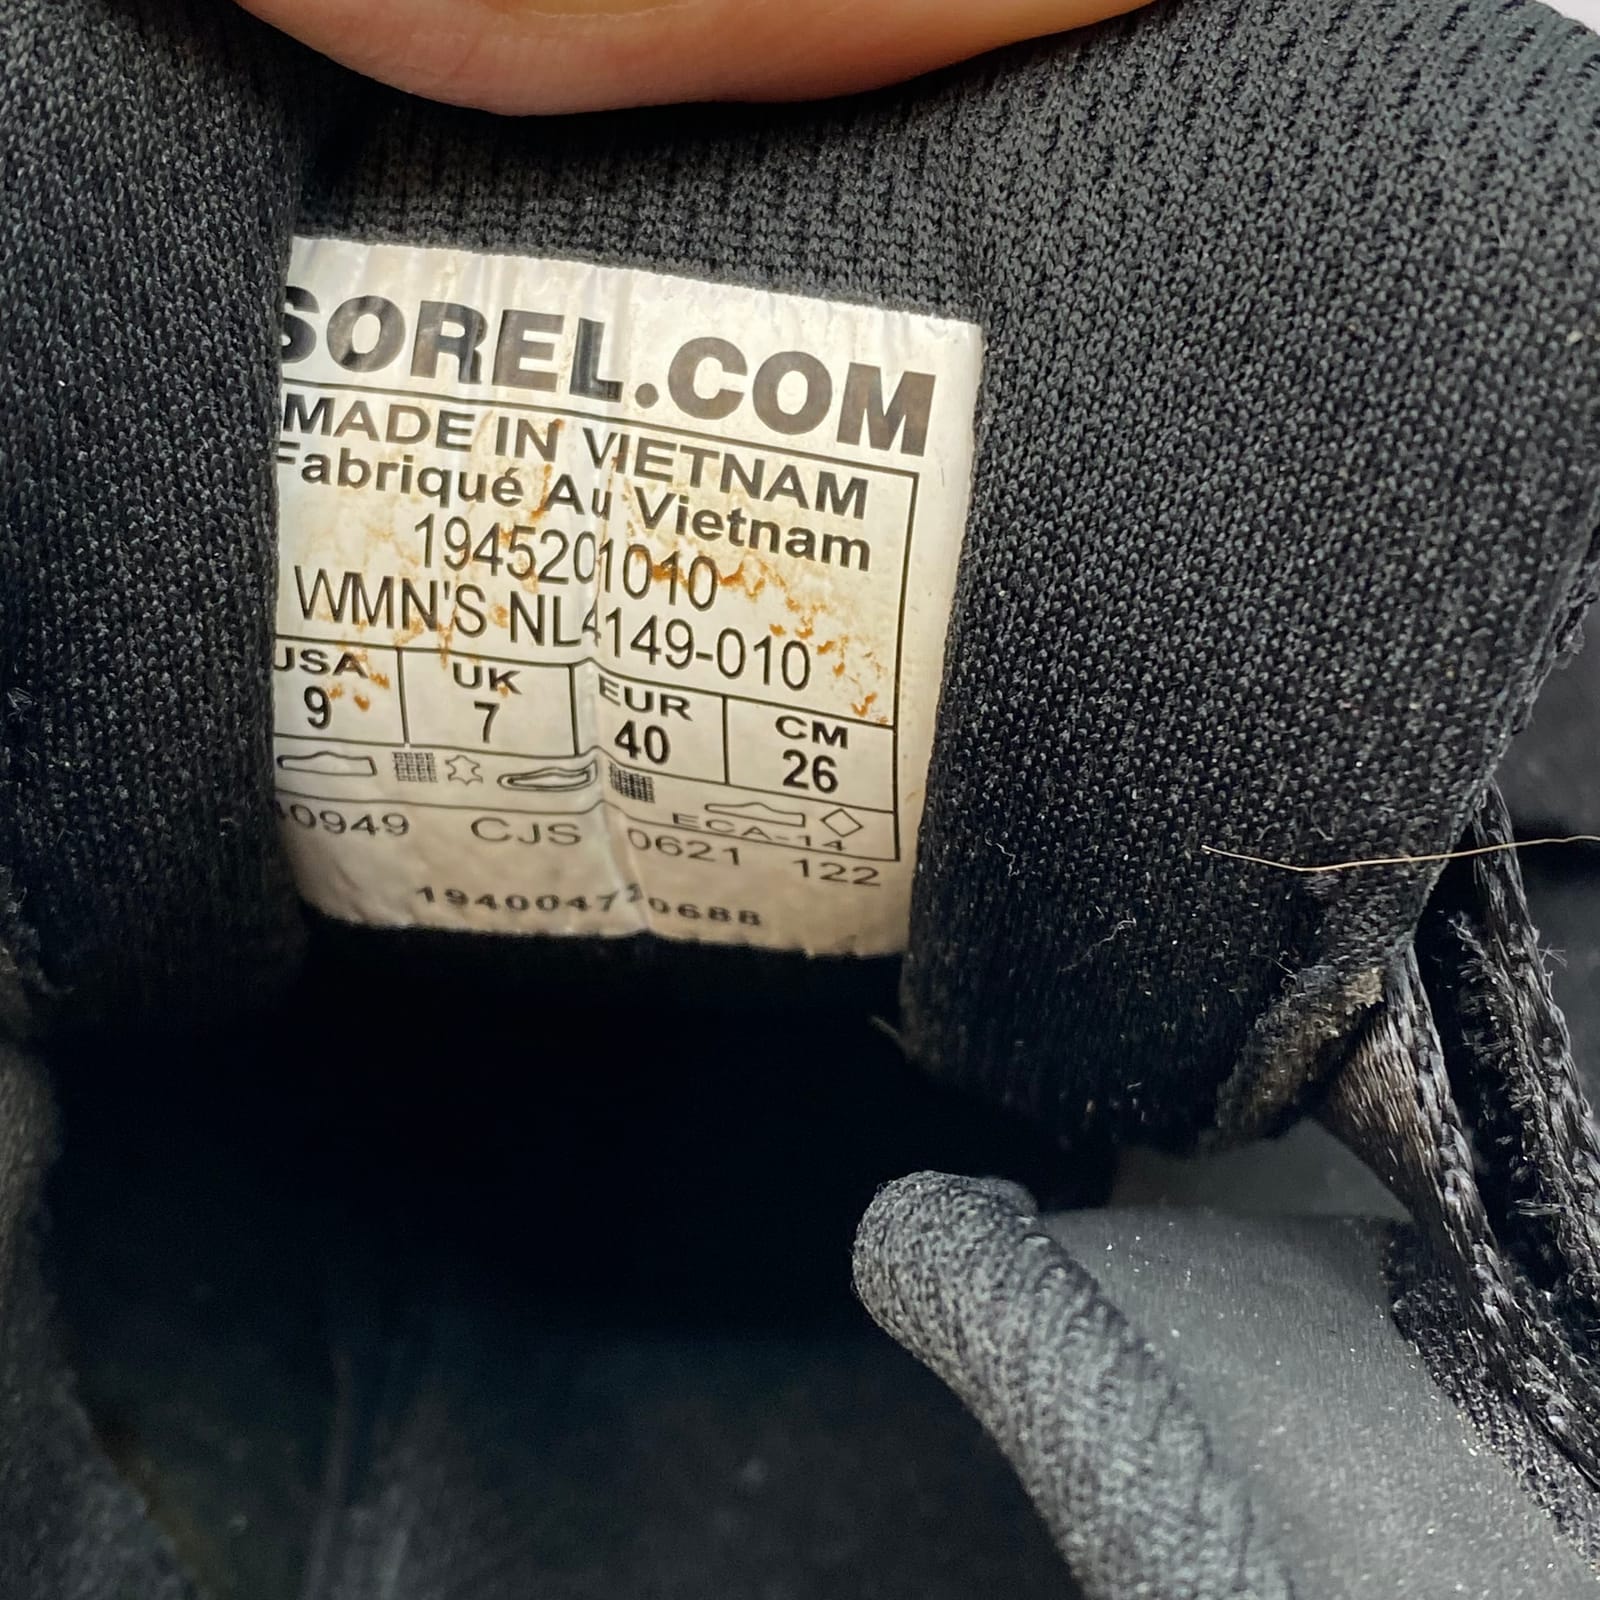 SOREL.COM
MADE IN VIETNAM
Fabriqué Au Vietnam
1945201010
WMN'S NL4149-010
USA UK EUR CM
9 7 40 26
ECA-14
0949 CJS 0621 122